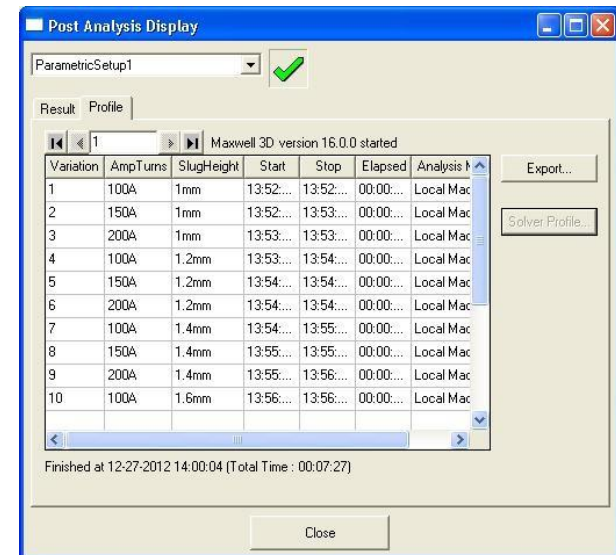 Post Analysis Display
ParametricSetup1
Result Profile
1 Maxwell 3D version 16.0.0 started
Variation AmpTurns SlugHeight Start Stop Elapsed Analysis
Export...
1 100A 1mm 13:52:... 13:52:... 00:00:... Local Mac
2 150A 1mm 13:52:... 13:53:... 00:00:... Local Mac
Solver Profile...
3 200A 1mm 13:53:... 13:53:... 00:00:... Local Mac
4 100A 1.2mm 13:53:... 13:54:... 00:00:... Local Mac
5 150A 1.2mm 13:54:... 13:54:... 00:00:... Local Mac
6 200A 1.2mm 13:54:... 13:54:... 00:00:... Local Mac
7 100A 1.4mm 13:54:... 13:55:... 00:00:... Local Mac
8 150A 1.4mm 13:55:... 13:55:... 00:00:... Local Mac
9 200A 1.4mm 13:55:... 13:56:... 00:00:... Local Mac
10 100A 1.6mm 13:56:... 13:56:... 00:00:... Local Mac
Finished at 12-27-2012 14:00:04 (Total Time : 00:07:27)
Close